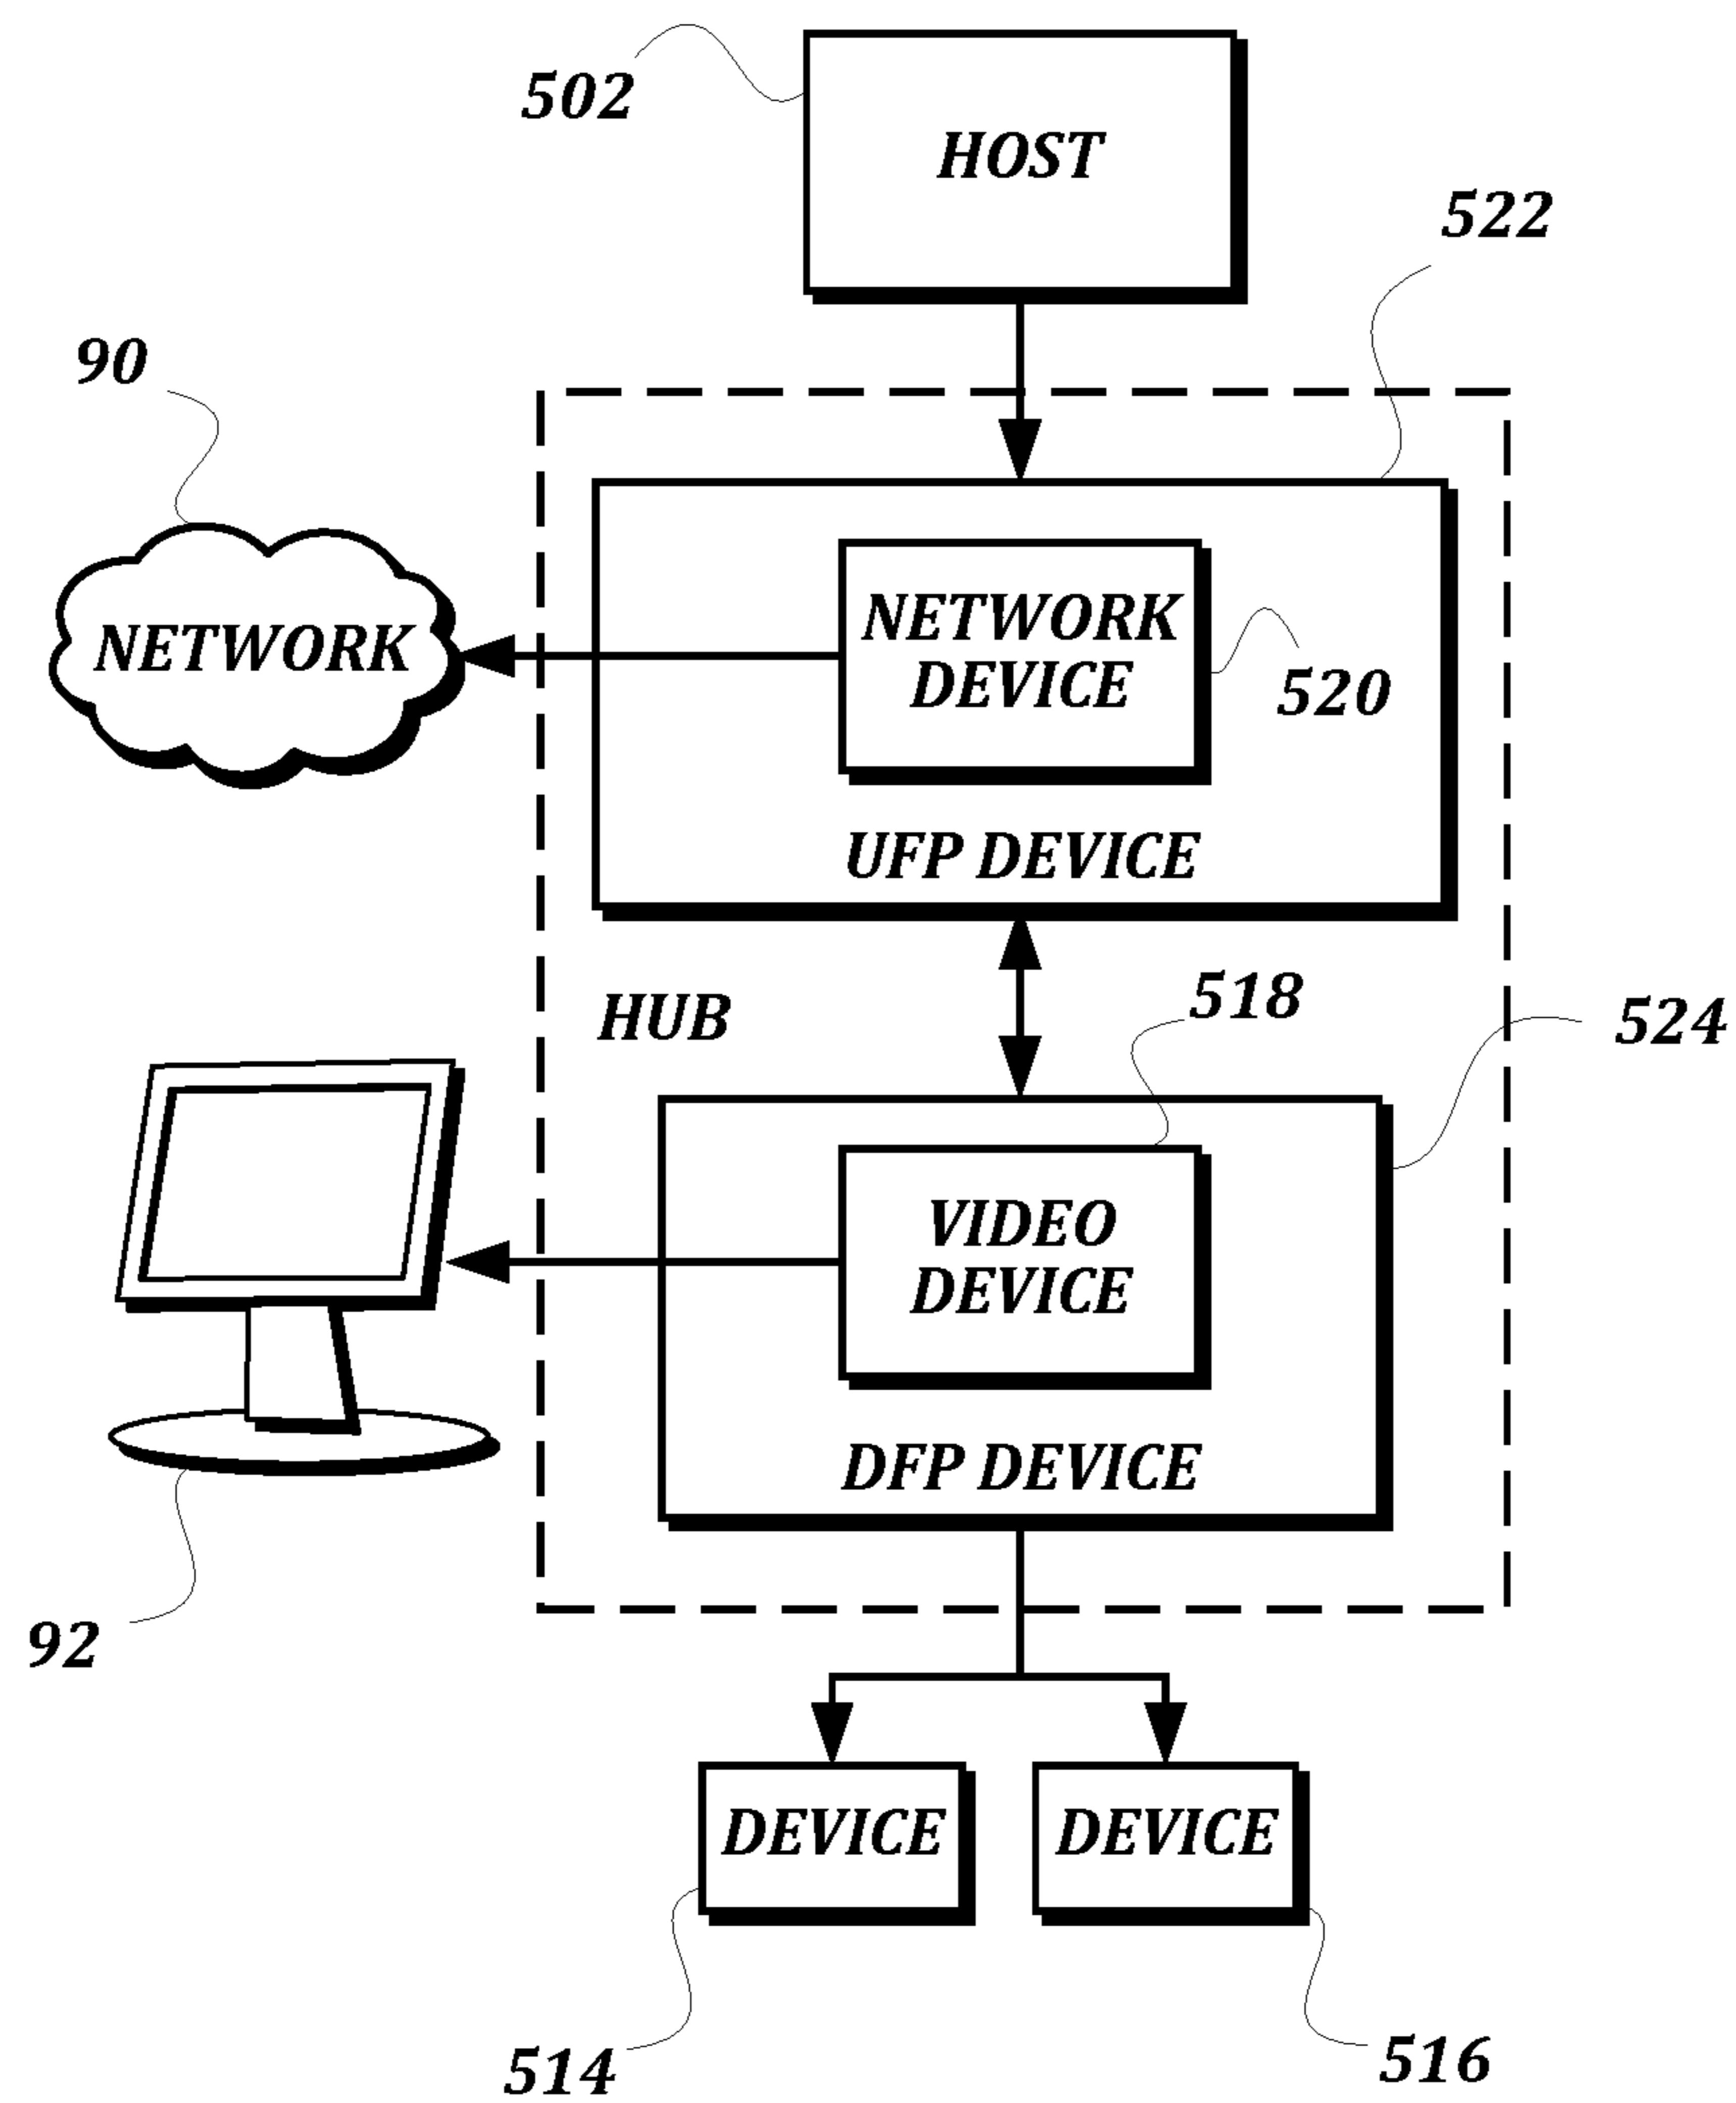 502
HOST
522
90
NETWORK
DEVICE
NETWORK
520
UFP DEVICE
518
HUB
524
VIDEO
DEVICE
DFP DEVICE
92
DEVICE
DEVICE
514
516